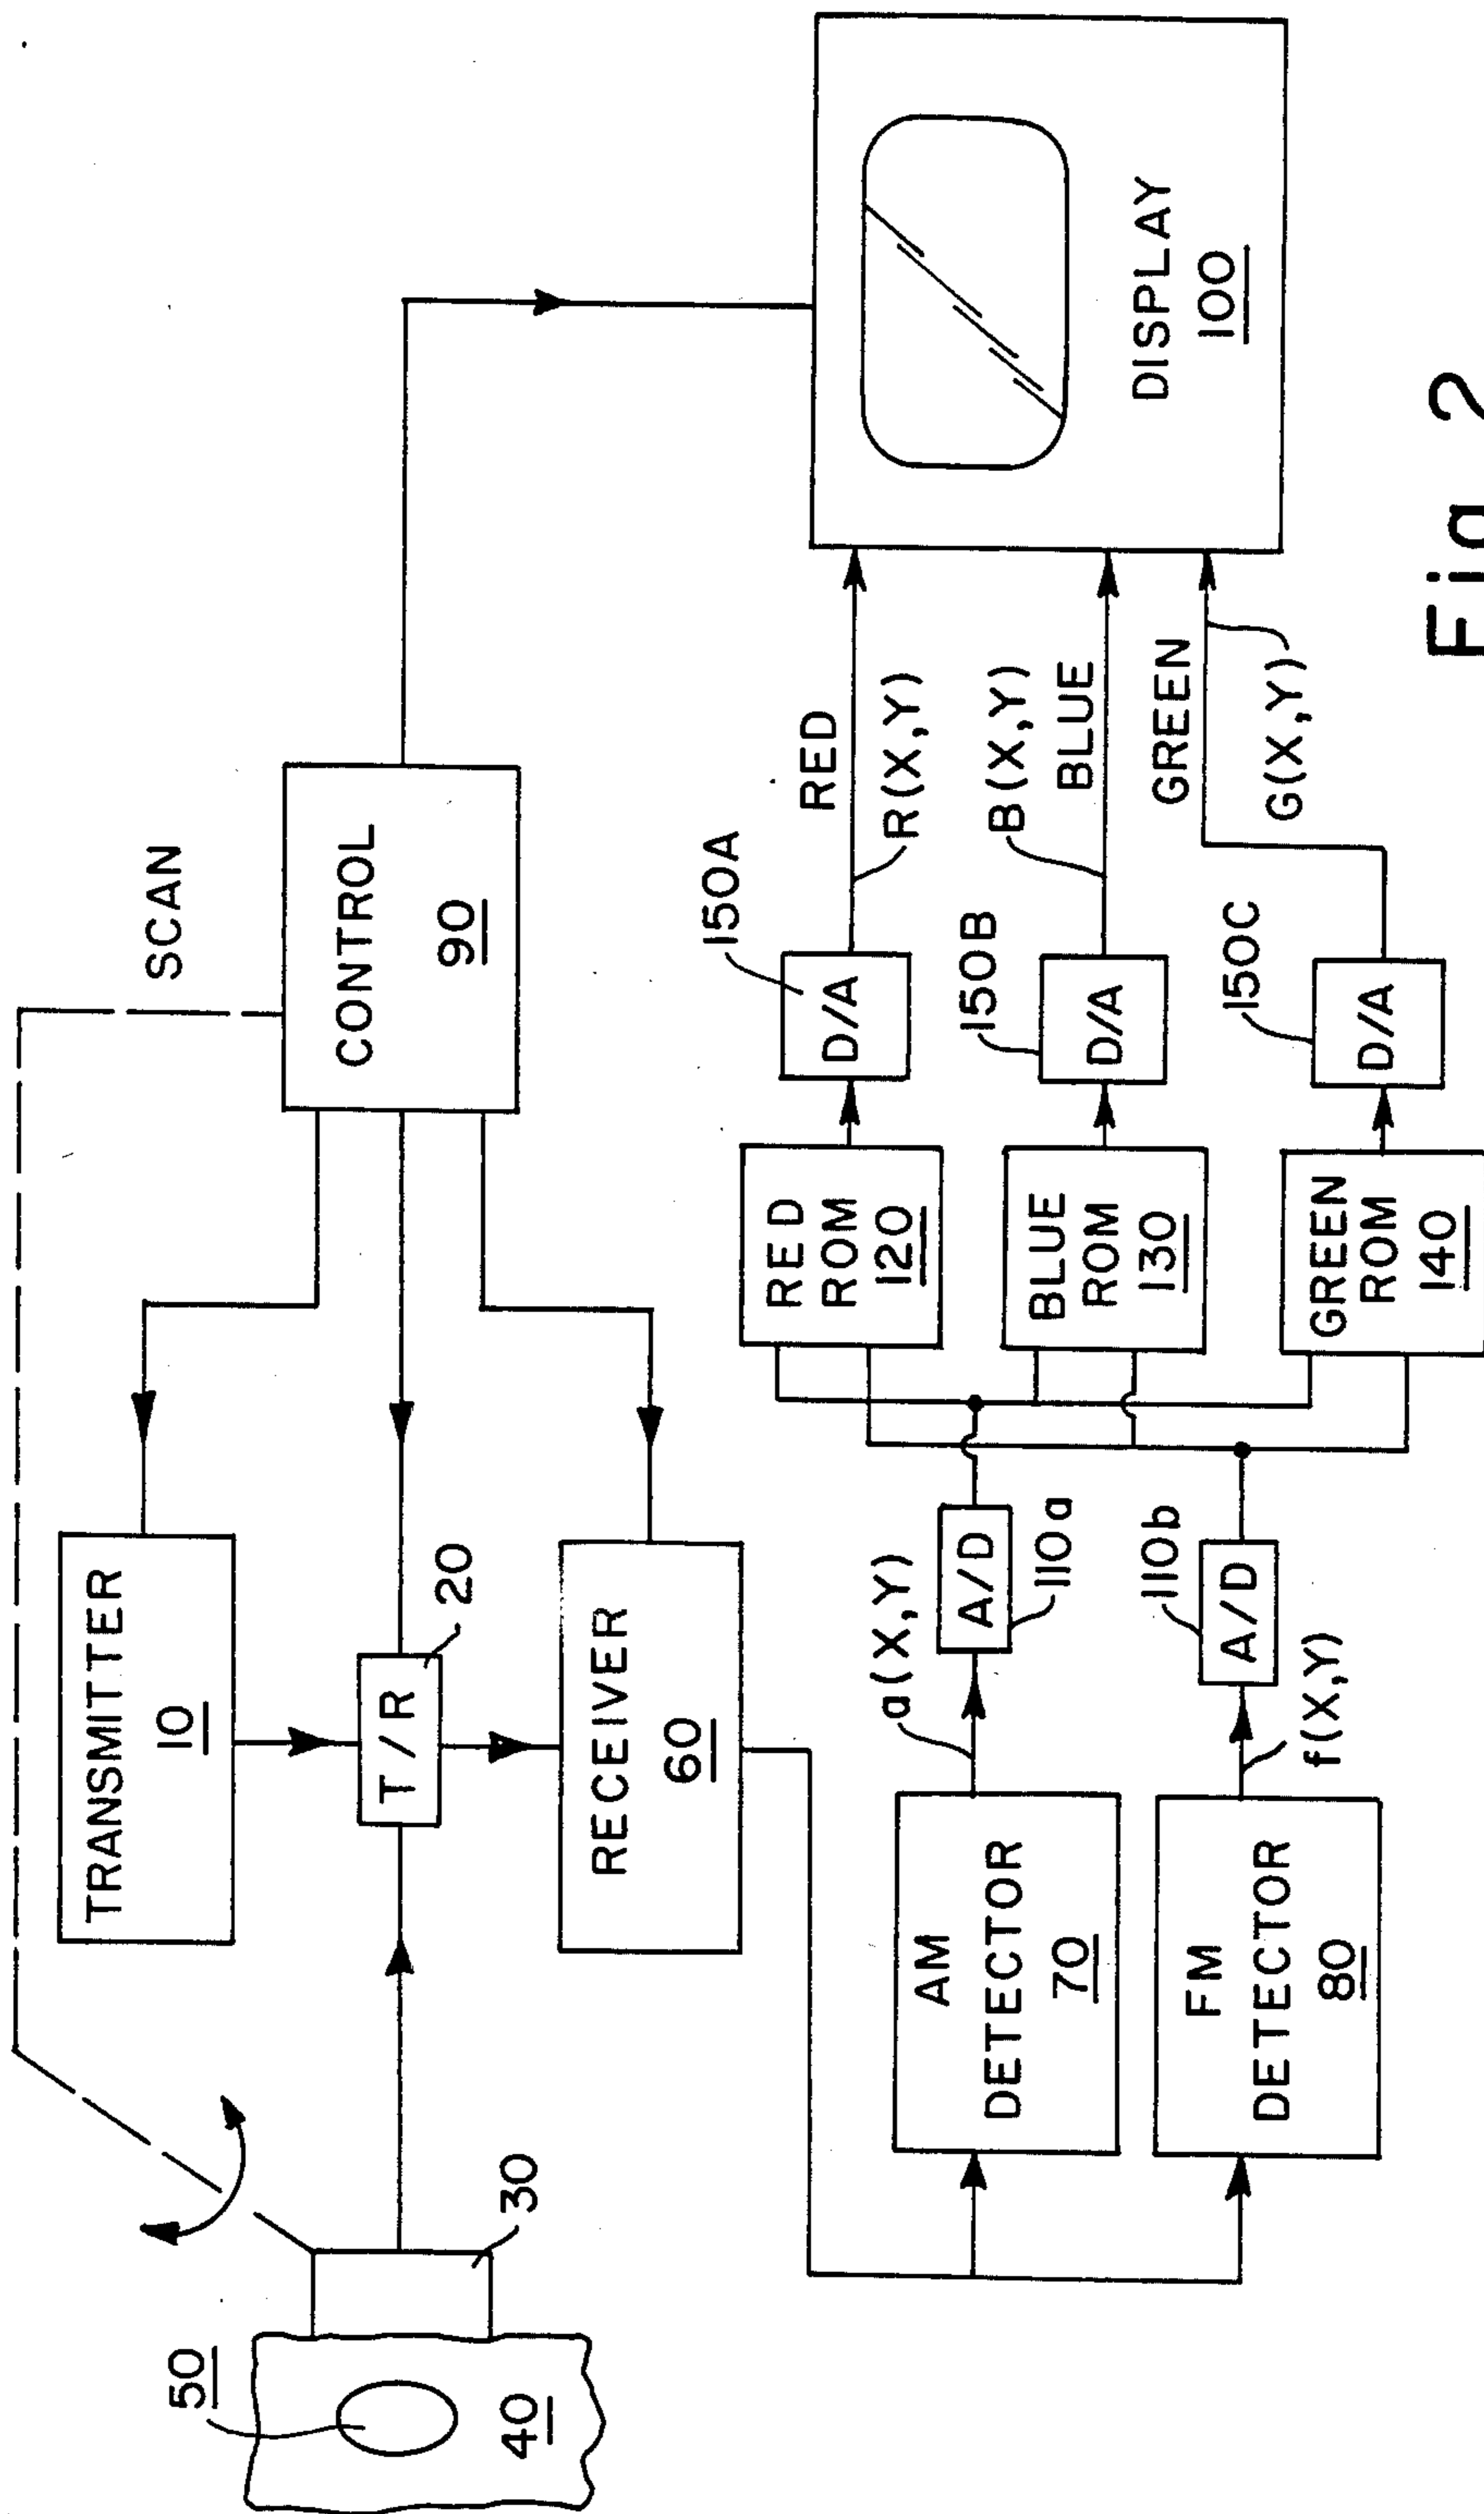 SCAN
TRANSMITTER
10
CONTROL
90
50
T/R
20
40
30
RECEIVER
60
DISPLAY
100
AM
DETECTOR
70
a(X,Y)
A/D
110a
RED
ROM
120
D/A
150A
RED
R(X,Y)
BLUE
ROM
130
D/A
150B
B(X,Y)
BLUE
FM
DETECTOR
80
f(X,Y)
A/D
110b
GREEN
ROM
140
D/A
150C
GREEN
G(X,Y)
Fig 2